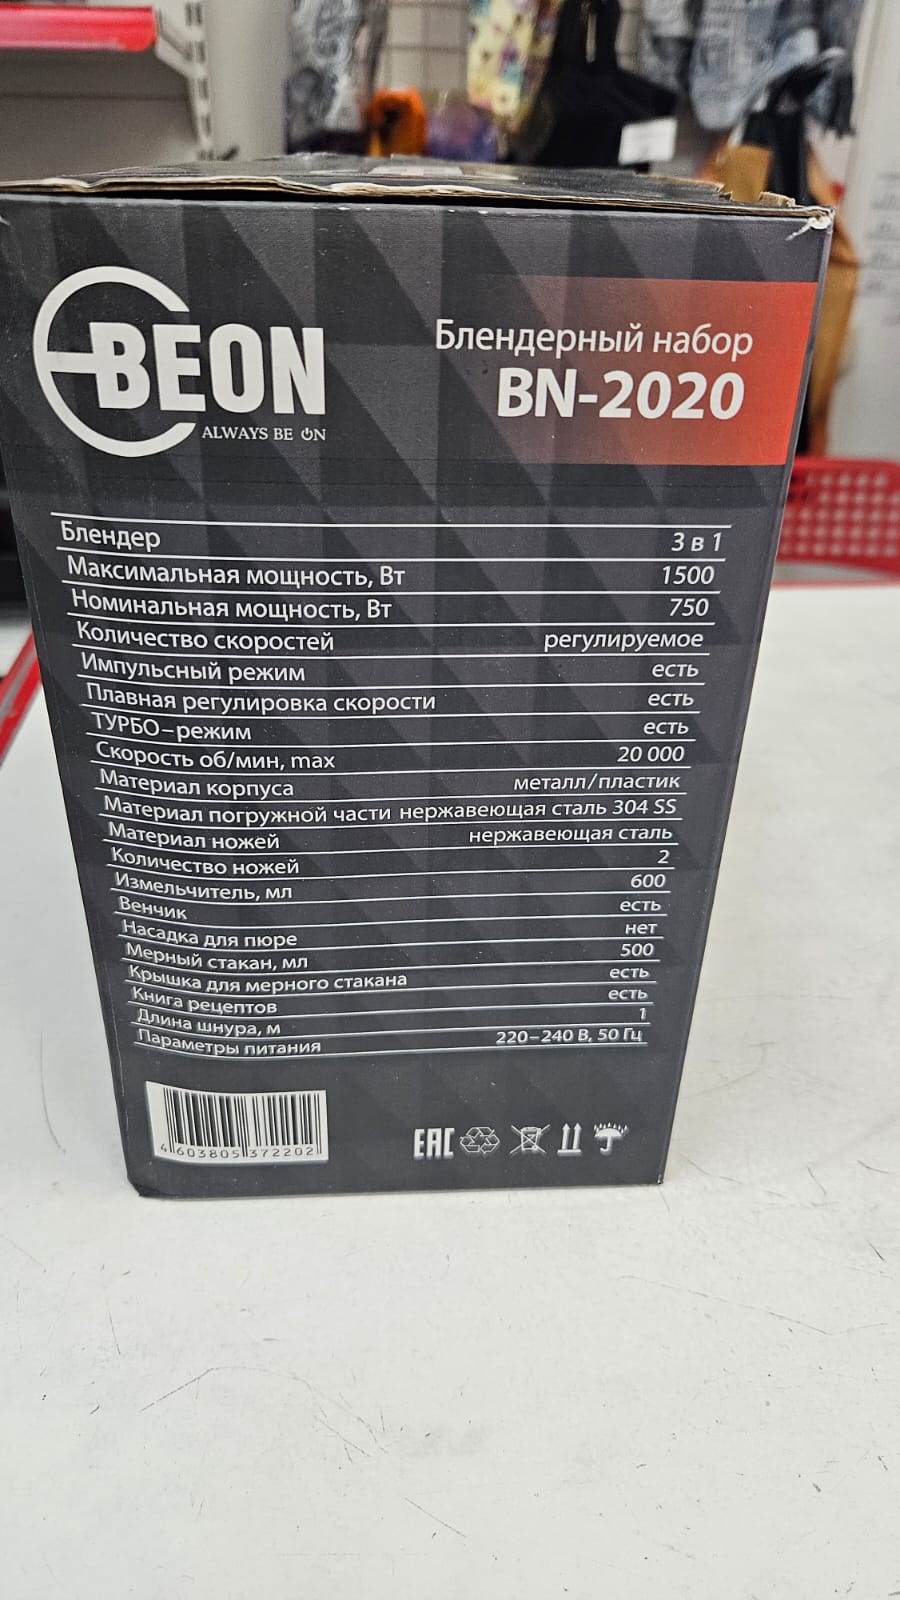 BEON
ALWAYS BE ON
Блендерный набор
BN-2020
Блендер 3 в 1
Максимальная мощность, Вт 1500
Номинальная мощность, Вт 750
Количество скоростей регулируемое
Импульсный режим есть
Плавная регулировка скорости есть
ТУРБО–режим есть
Скорость об/мин, max 20 000
Материал корпуса металл/пластик
Материал погружной части нержавеющая сталь 304 SS
Материал ножей нержавеющая сталь
Количество ножей 2
Измельчитель, мл 600
Венчик есть
Насадка для пюре нет
Мерный стакан, мл 500
Крышка для мерного стакана есть
Книга рецептов есть
Длина шнура, м 1
Параметры питания 220–240 В, 50 Гц
4 603805 372202
EAC